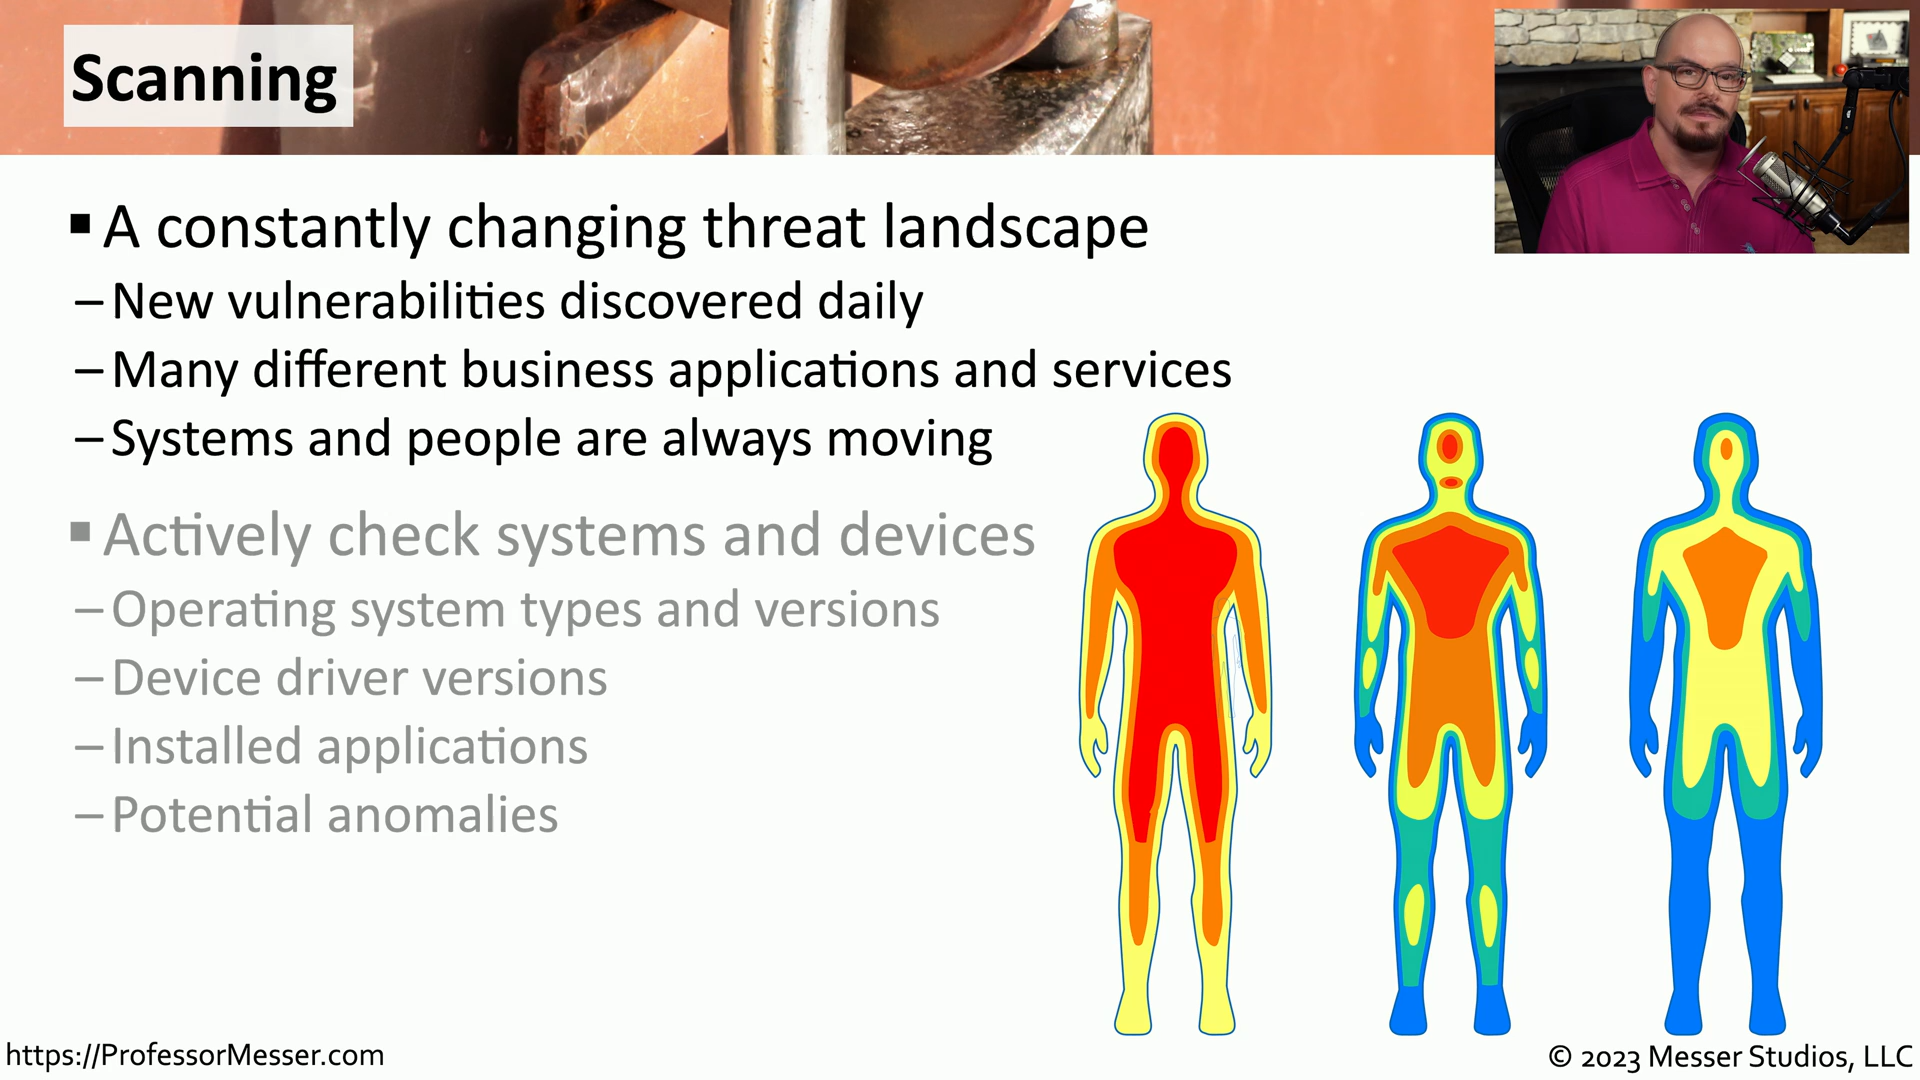 Scanning
▪ A constantly changing threat landscape
– New vulnerabilities discovered daily
– Many different business applications and services
– Systems and people are always moving
▪ Actively check systems and devices
– Operating system types and versions
– Device driver versions
– Installed applications
– Potential anomalies
https://ProfessorMesser.com
© 2023 Messer Studios, LLC